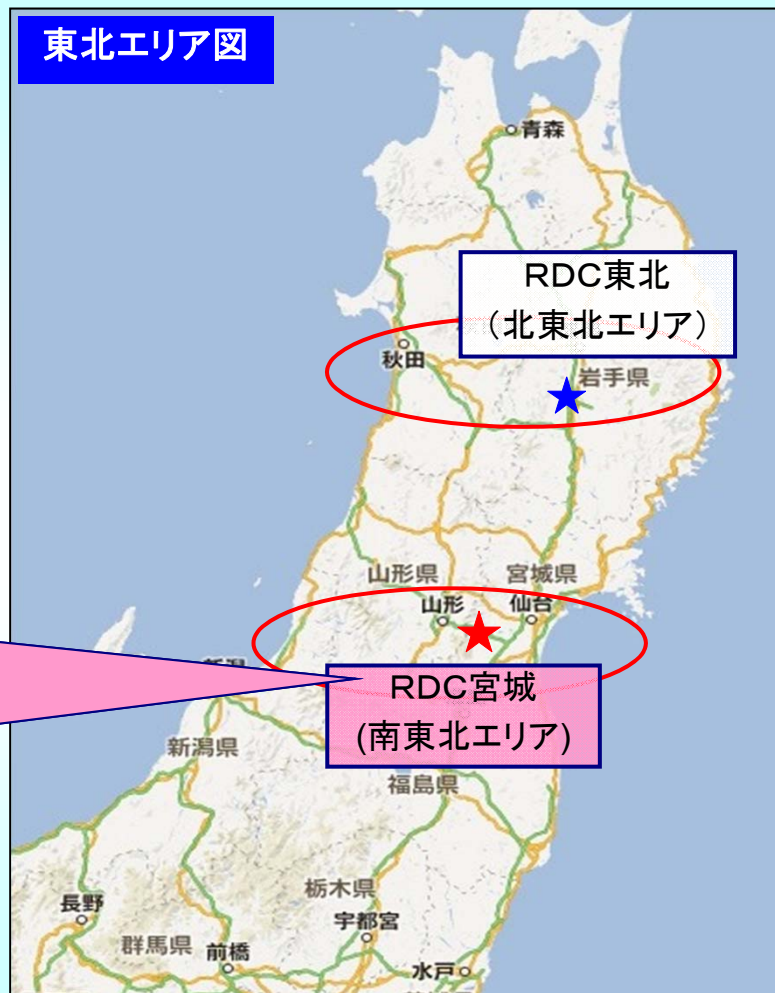 東北エリア図
青森
RDC東北
(北東北エリア)
秋田
岩手県
山形県
宮城県
山形
仙台
RDC宮城
(南東北エリア)
新潟県
福島県
栃木県
長野
宇都宮
群馬県
前橋
水戸